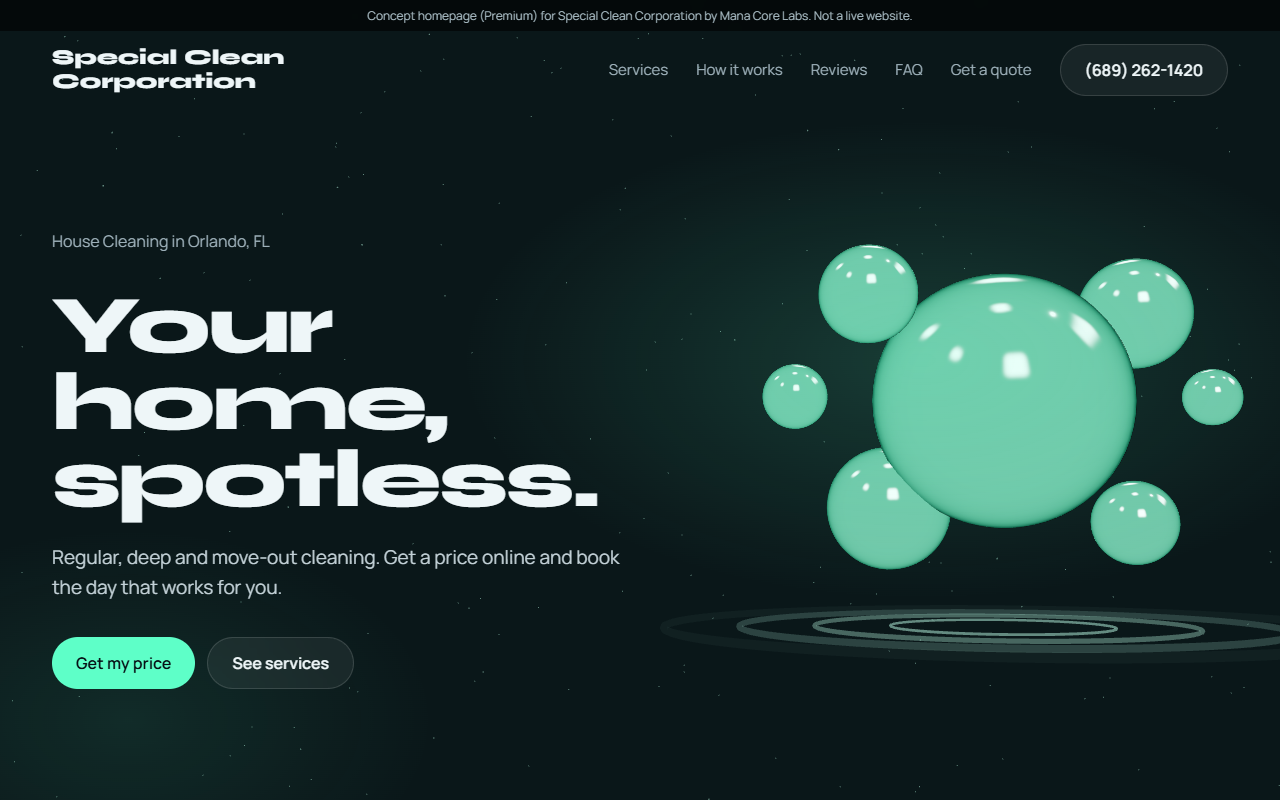 Concept homepage (Premium) for Special Clean Corporation by Mana Core Labs. Not a live website.
Special Clean
Corporation
Services
How it works
Reviews
FAQ
Get a quote
(689) 262-1420
House Cleaning in Orlando, FL
Your
home,
spotless.
Regular, deep and move-out cleaning. Get a price online and book
the day that works for you.
Get my price
See services